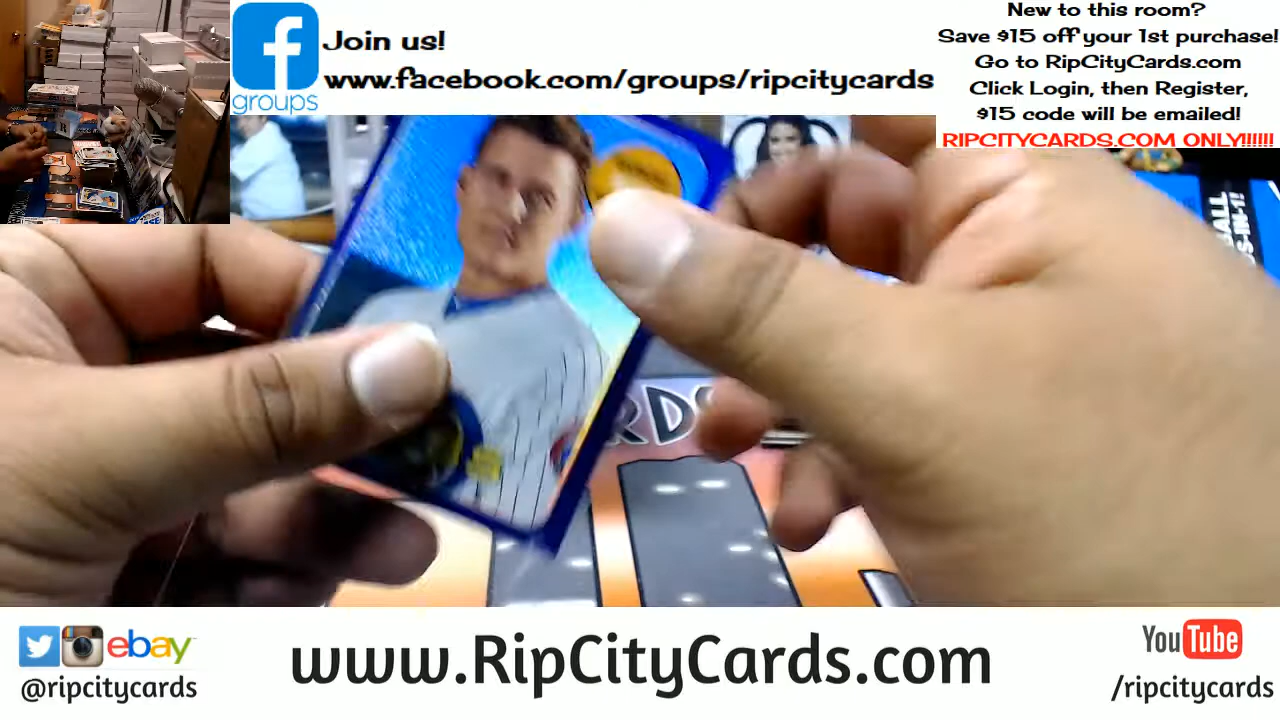 Join us!
www.facebook.com/groups/ripcitycards
groups
New to this room?
Save $15 off your 1st purchase!
Go to RipCityCards.com
Click Login, then Register,
$15 code will be emailed!
RIPCITYCARDS.COM ONLY!!!!!!
RDS
ebay
@ripcitycards
www.RipCityCards.com
YouTube
/ripcitycards